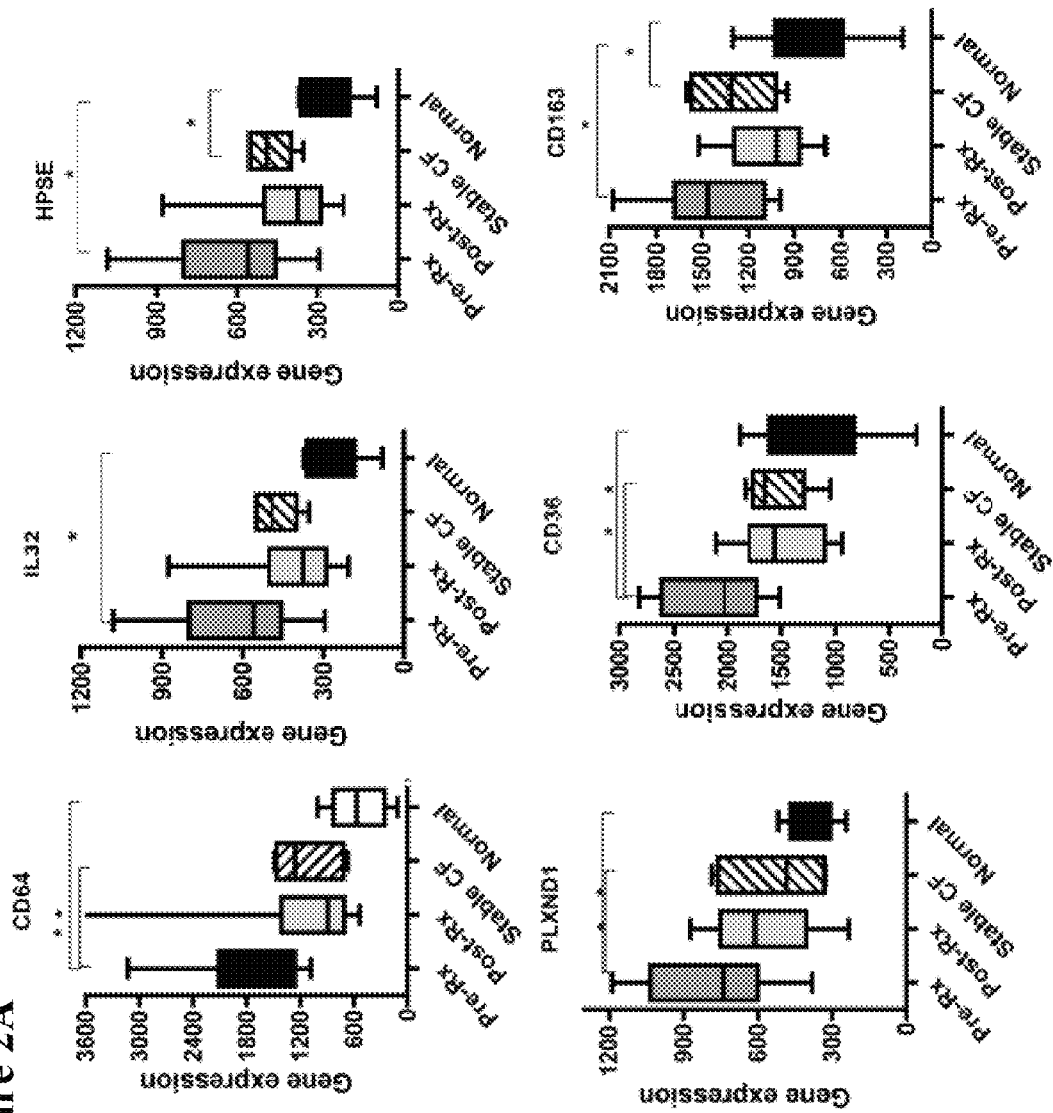 re 2A
CD64
Gene expression
3600
3000
2400
1800
1200
600
0
* *
Pre-Rx
Post-Rx
Stable CF
Normal
IL32
Gene expression
1200
900
600
300
0
*
Pre-Rx
Post-Rx
Stable CF
Normal
HPSE
Gene expression
1200
900
600
300
0
*
*
Pre-Rx
Post-Rx
Stable CF
Normal
PLXND1
Gene expression
1200
900
600
300
0
* *
Pre-Rx
Post-Rx
Stable CF
Normal
CD36
Gene expression
3000
2500
2000
1500
1000
500
0
* *
Pre-Rx
Post-Rx
Stable CF
Normal
CD163
Gene expression
2100
1800
1500
1200
900
600
300
0
*
*
Pre-Rx
Post-Rx
Stable CF
Normal